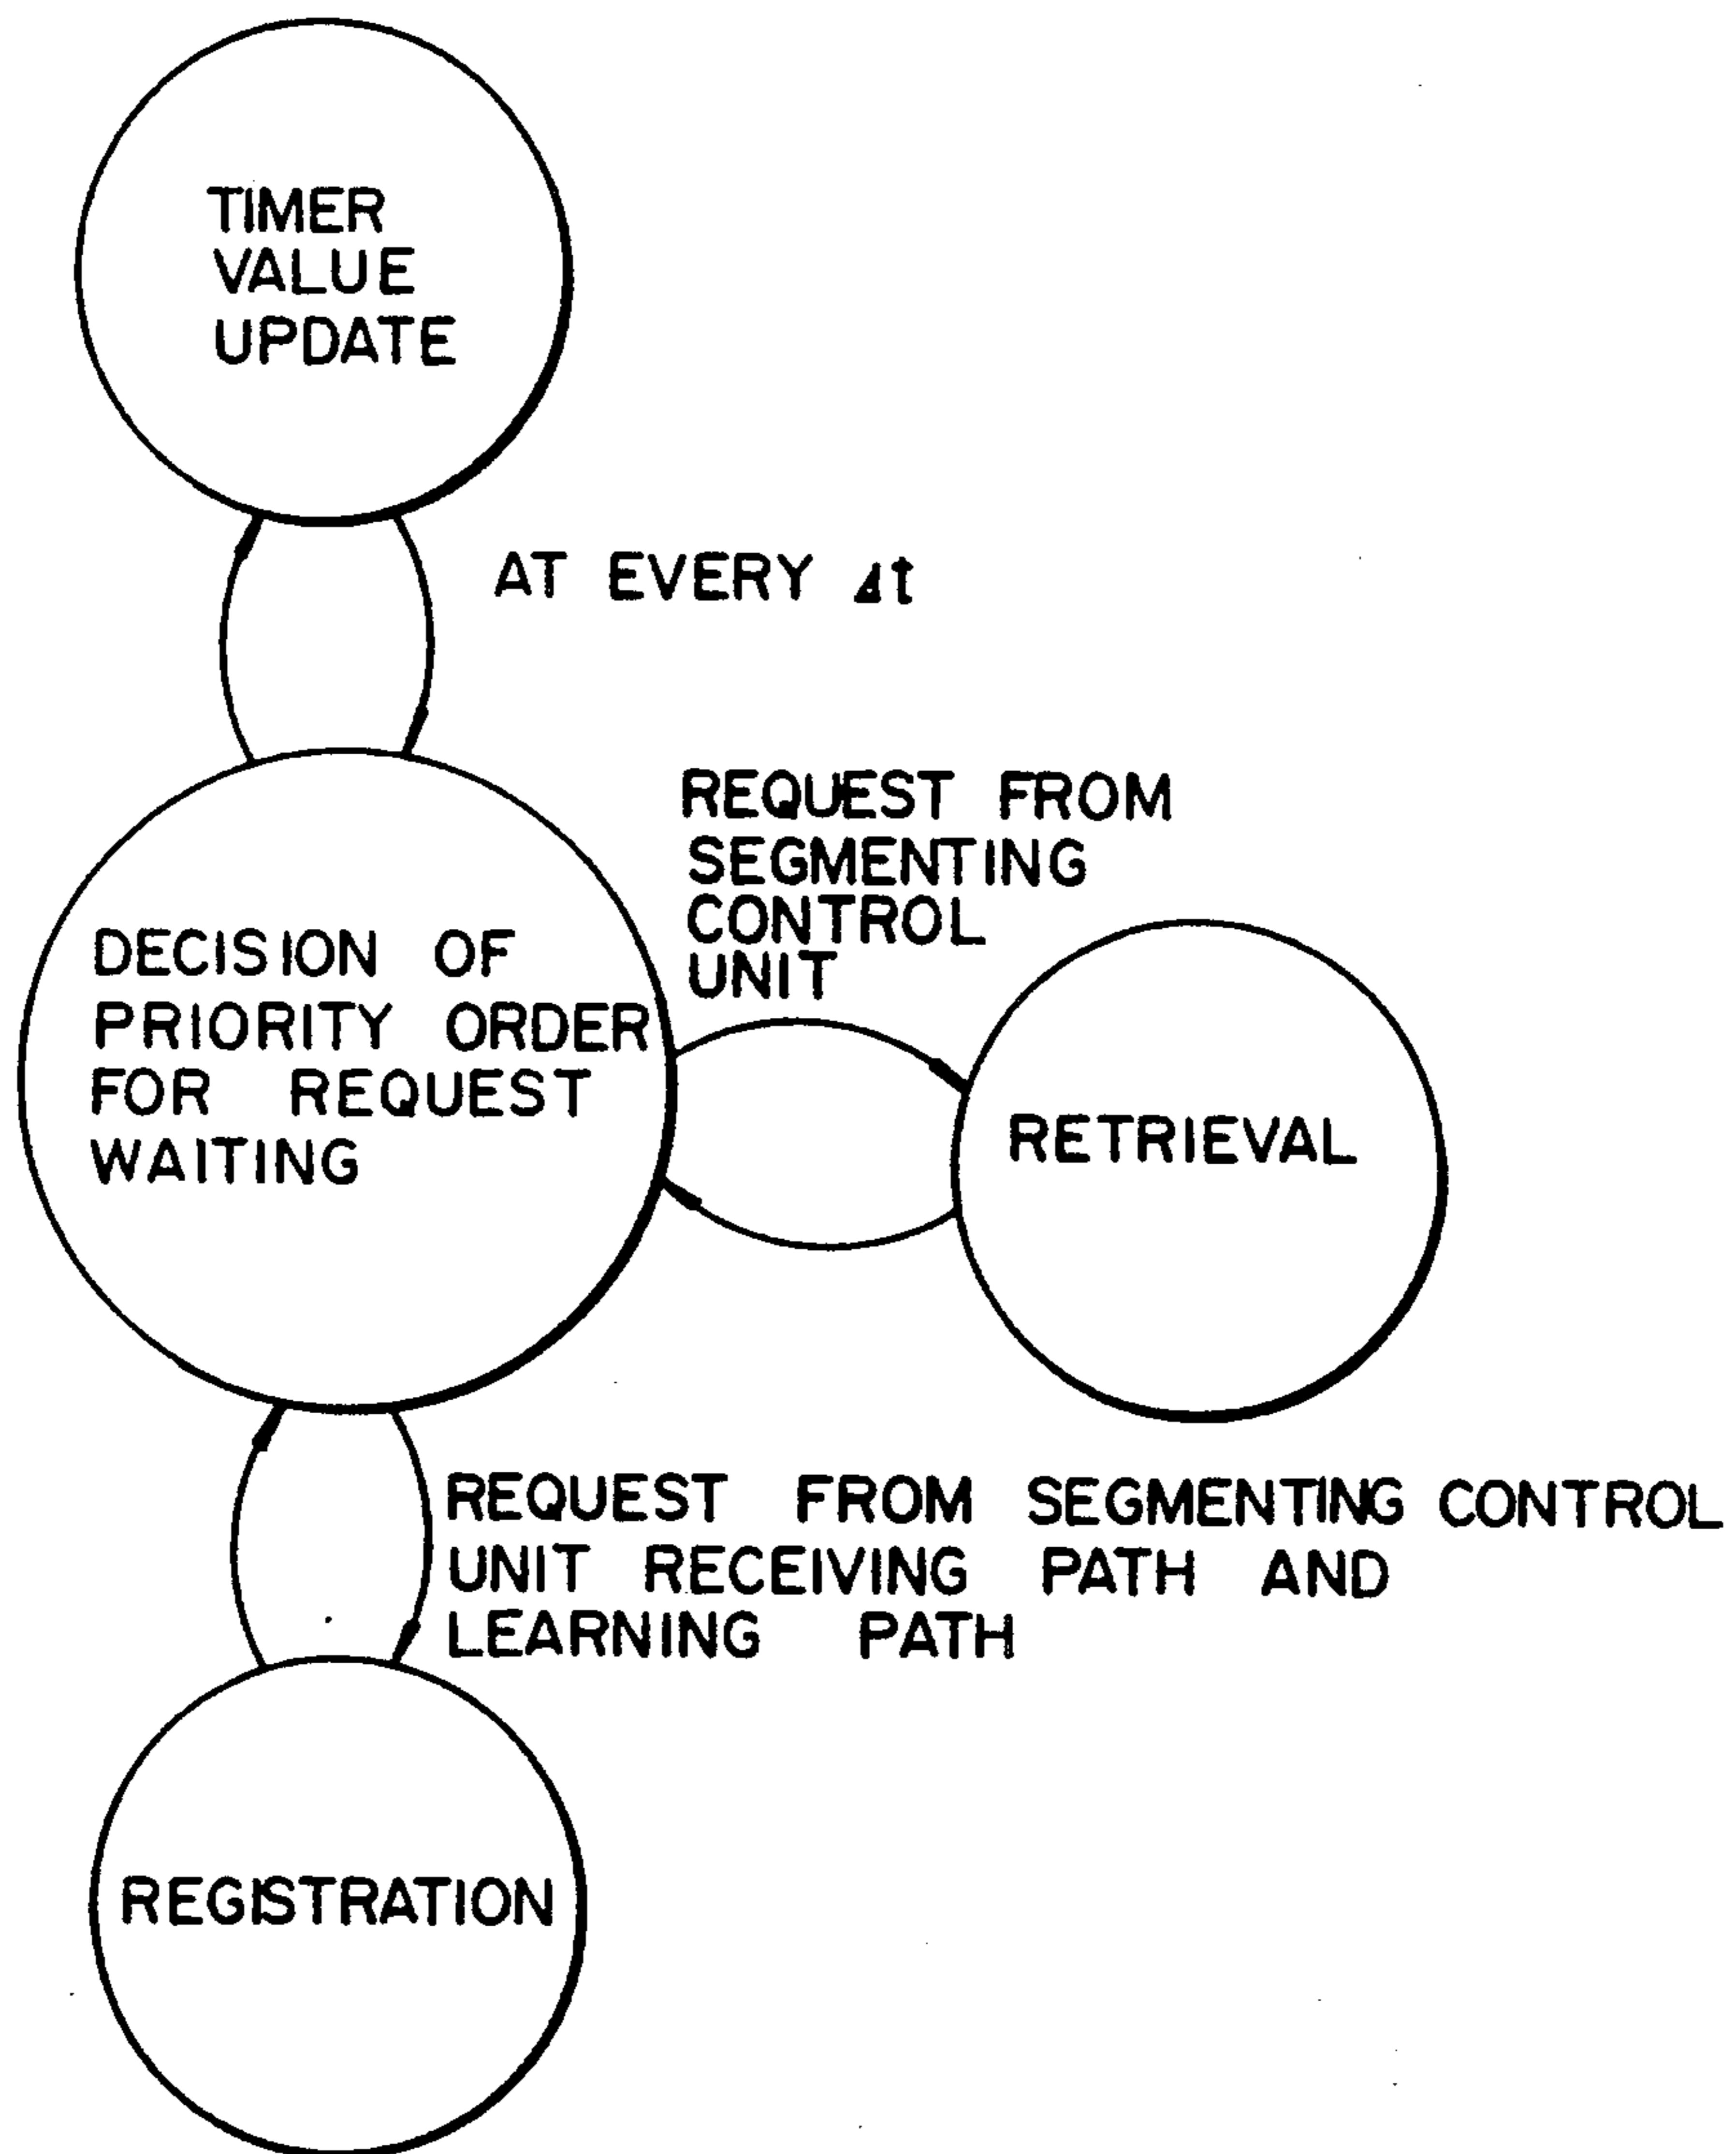 TIMER
VALUE
UPDATE
AT EVERY Δt
REQUEST FROM
SEGMENTING
CONTROL
UNIT
DECISION OF
PRIORITY ORDER
FOR REQUEST
WAITING
RETRIEVAL
REQUEST FROM SEGMENTING CONTROL
UNIT RECEIVING PATH AND
LEARNING PATH
REGISTRATION